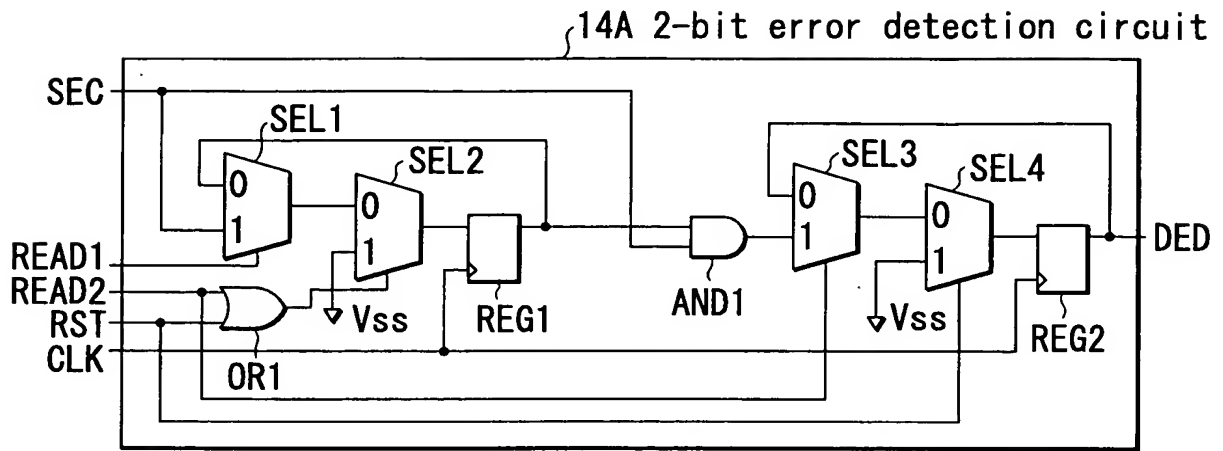 14A 2-bit error detection circuit
SEC
SEL1
SEL2
SEL3
SEL4
0
1
0
1
0
1
0
1
READ1
READ2
RST
CLK
OR1
Vss
REG1
AND1
Vss
REG2
DED